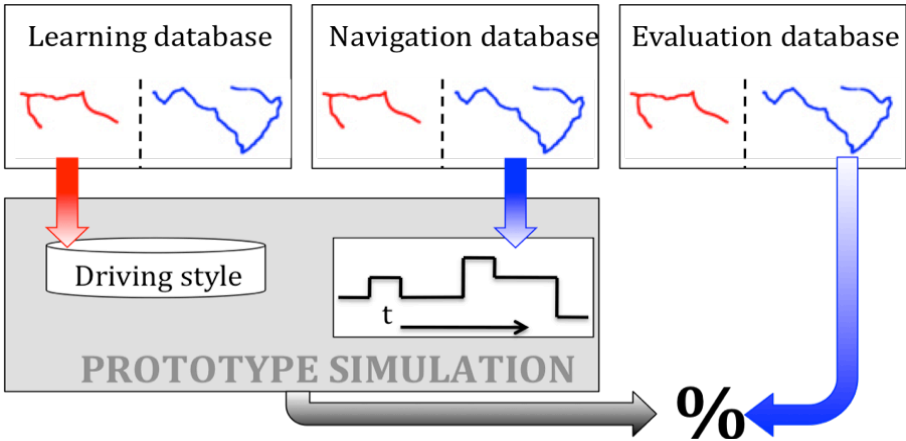 Learning database
Navigation database
Evaluation database
Driving style
t
PROTOTYPE SIMULATION
%